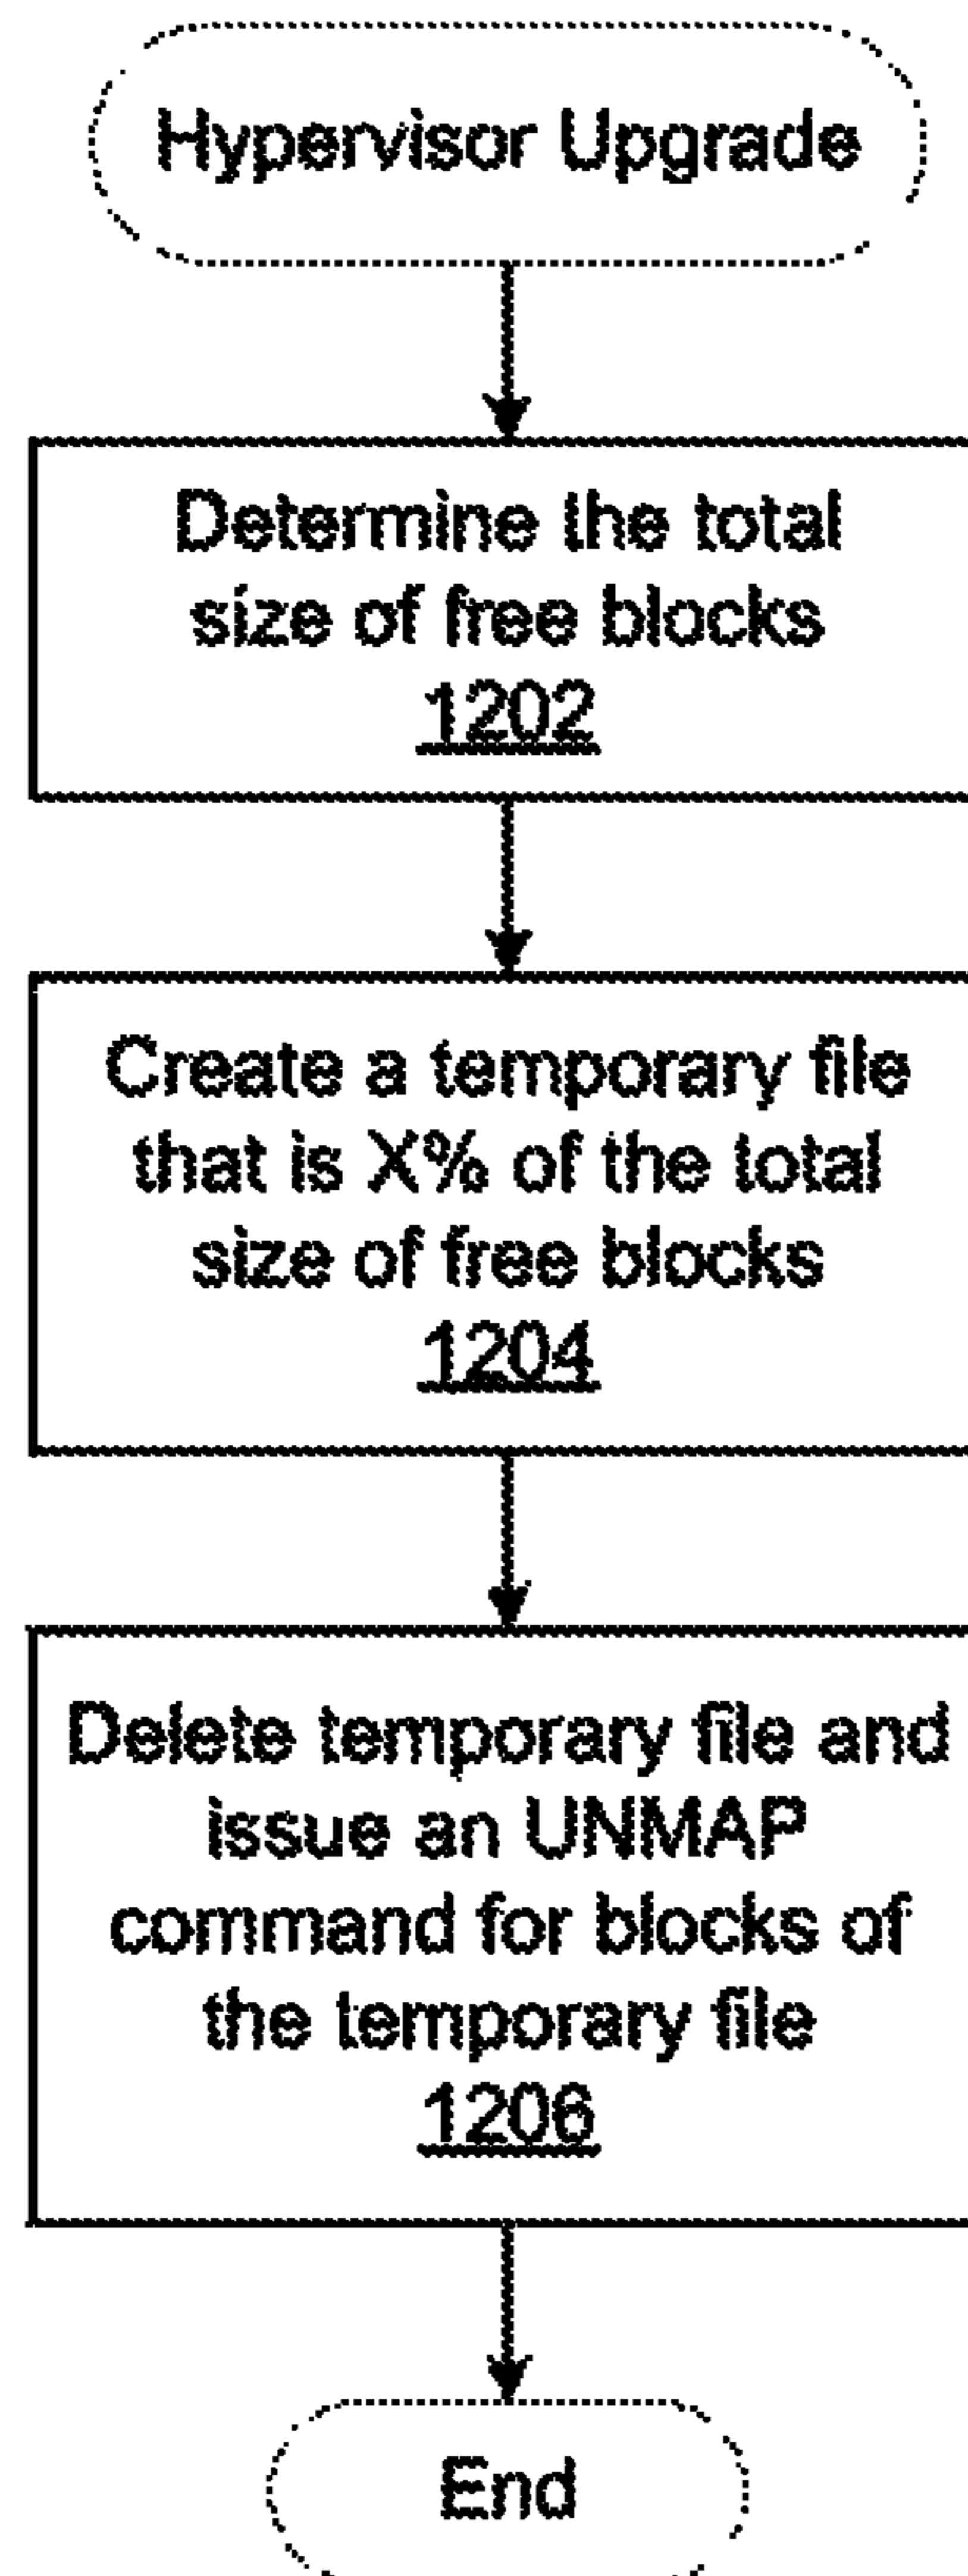 Hypervisor Upgrade
Determine the total
size of free blocks
1202
Create a temporary file
that is X% of the total
size of free blocks
1204
Delete temporary file and
issue an UNMAP
command for blocks of
the temporary file
1206
End